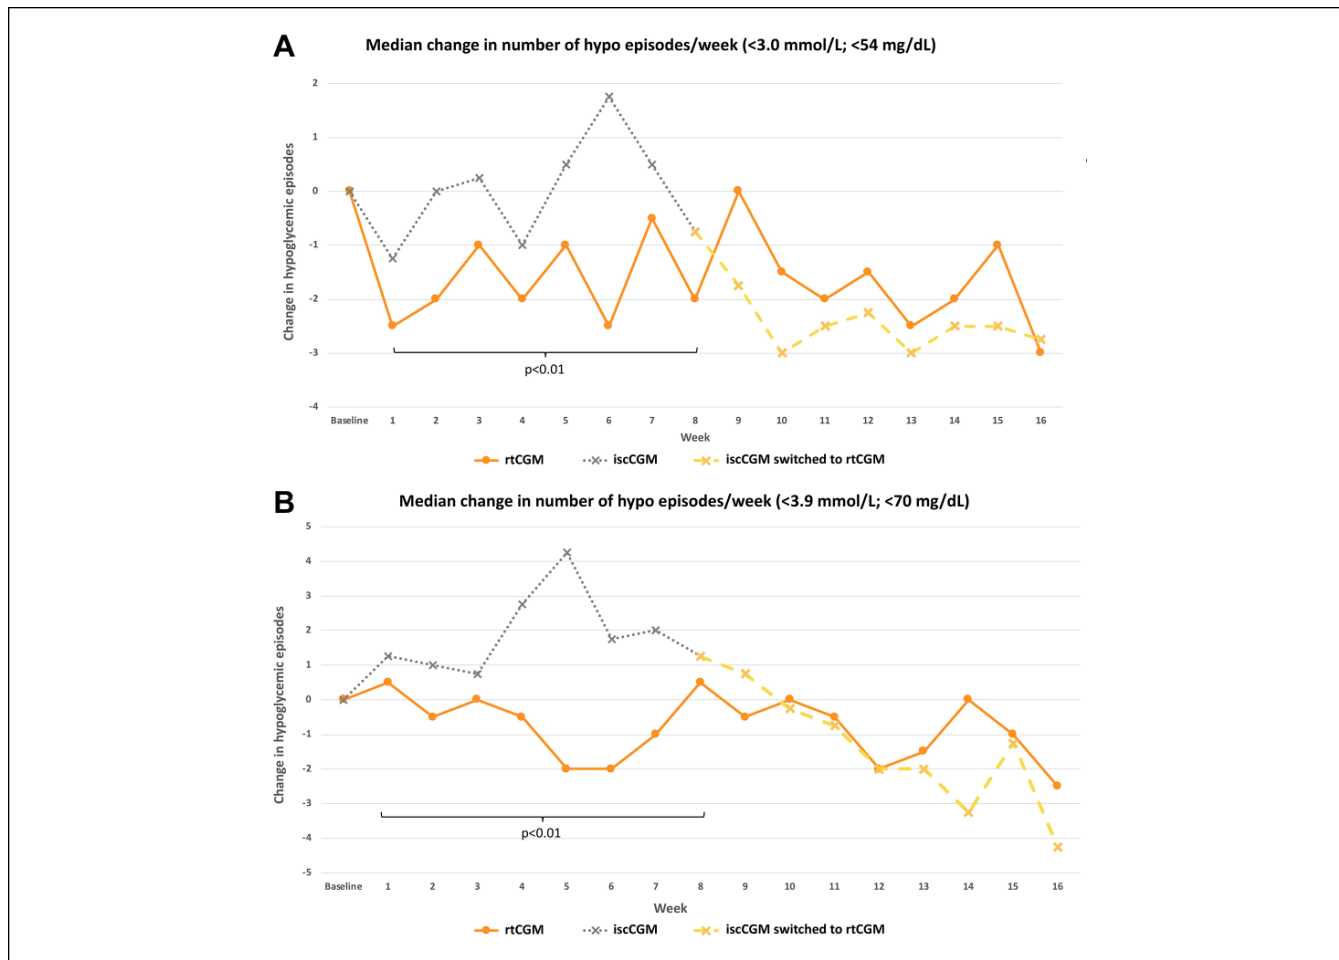 A
Median change in number of hypo episodes/week (<3.0 mmol/L; <54 mg/dL)
Change in hypoglycemic episodes
2
1
0
-1
-2
-3
-4
p<0.01
Baseline 1 2 3 4 5 6 7 8 9 10 11 12 13 14 15 16
Week
rtCGM iscCGM iscCGM switched to rtCGM
B
Median change in number of hypo episodes/week (<3.9 mmol/L; <70 mg/dL)
Change in hypoglycemic episodes
5
4
3
2
1
0
-1
-2
-3
-4
-5
p<0.01
Baseline 1 2 3 4 5 6 7 8 9 10 11 12 13 14 15 16
Week
rtCGM iscCGM iscCGM switched to rtCGM